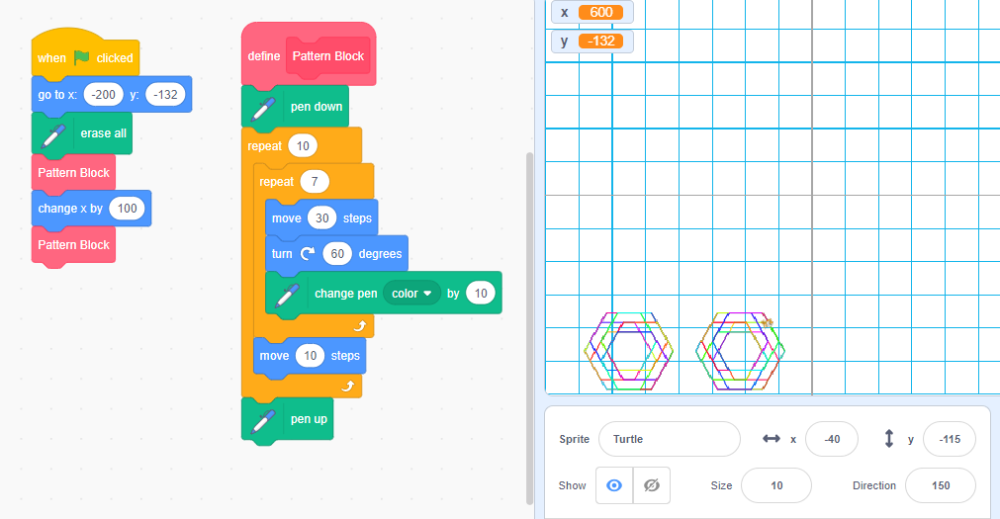 when clicked
go to x: -200 y: -132
erase all
Pattern Block
change x by 100
Pattern Block
define Pattern Block
pen down
repeat 10
repeat 7
move 30 steps
turn 60 degrees
change pen color by 10
move 10 steps
pen up
x 600
y -132
Sprite Turtle x -40 y -115
Show Size 10 Direction 150